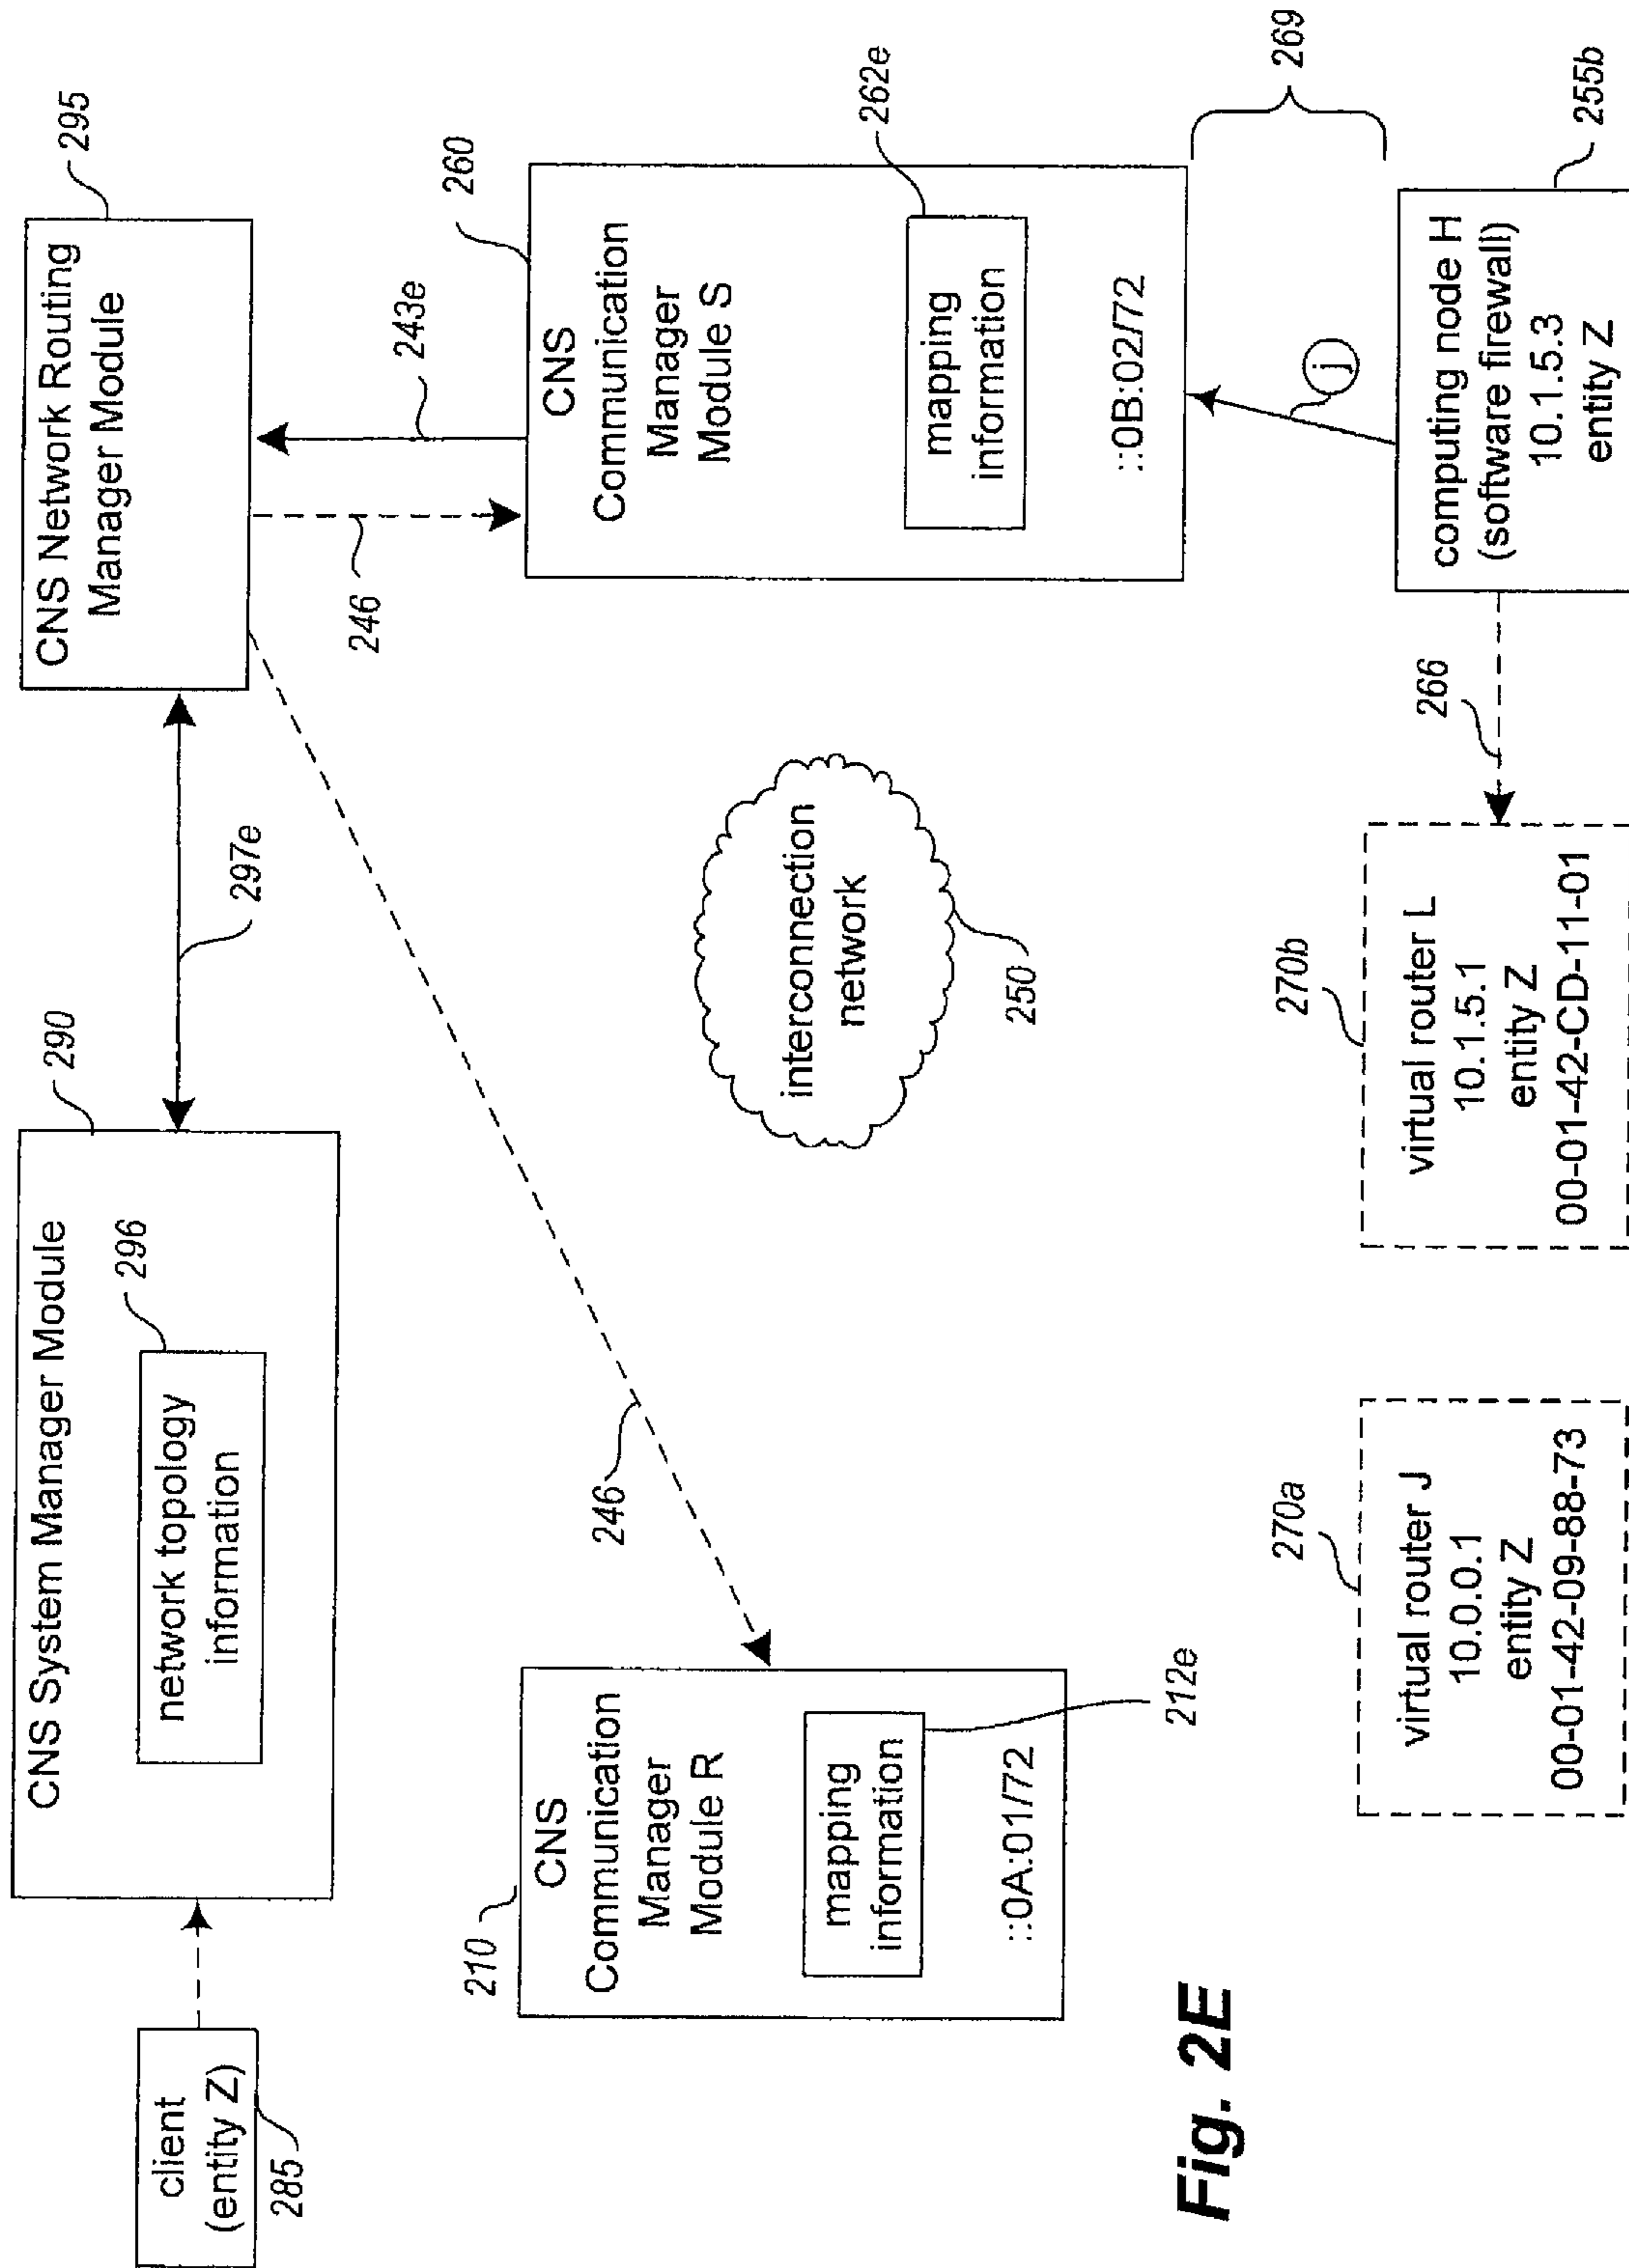 client
(entity Z)
285
CNS System Manager Module
290
network topology
information
296
297e
CNS Network Routing
Manager Module
295
246
243e
246
210
CNS
Communication
Manager
Module R
mapping
information
::0A:01/72
212e
interconnection
network
250
260
CNS
Communication
Manager
Module S
mapping
information
::0B:02/72
262e
269
j
270a
virtual router J
10.0.0.1
entity Z
00-01-42-09-88-73
270b
virtual router L
10.1.5.1
entity Z
00-01-42-CD-11-01
266
computing node H
(software firewall)
10.1.5.3
entity Z
255b
Fig. 2E